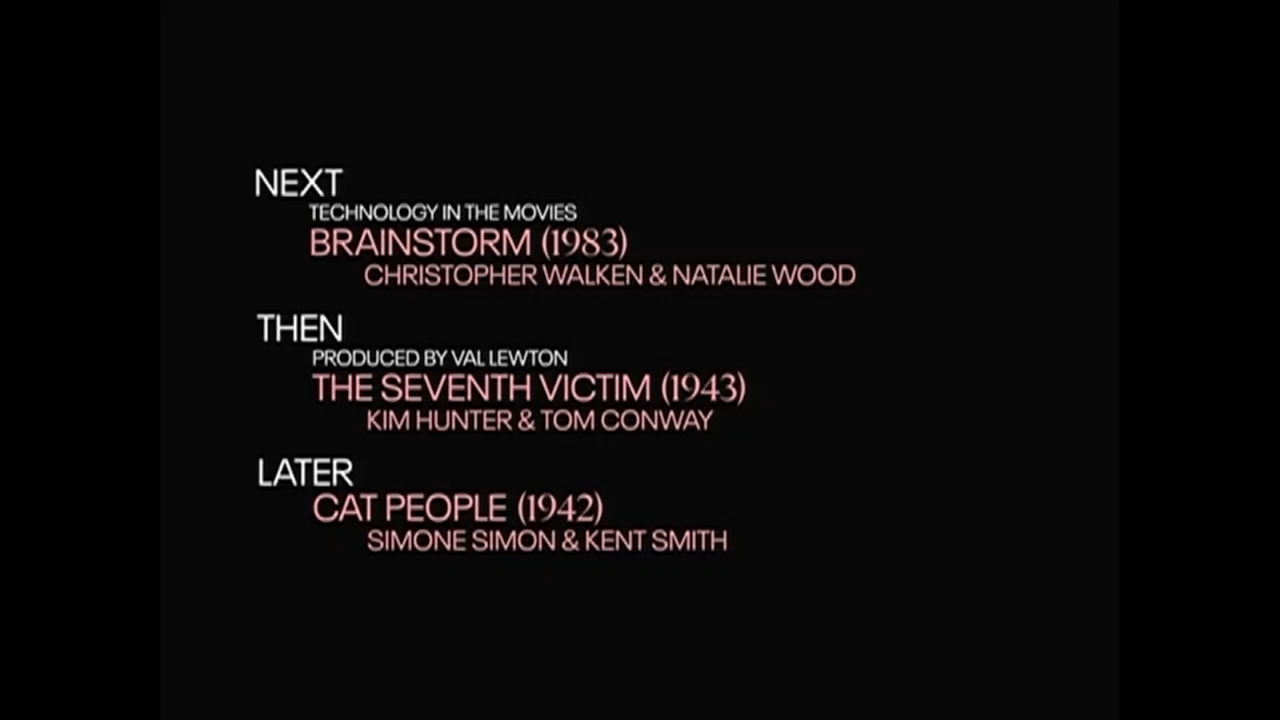 NEXT
TECHNOLOGY IN THE MOVIES
BRAINSTORM (1983)
CHRISTOPHER WALKEN & NATALIE WOOD
THEN
PRODUCED BY VAL LEWTON
THE SEVENTH VICTIM (1943)
KIM HUNTER & TOM CONWAY
LATER
CAT PEOPLE (1942)
SIMONE SIMON & KENT SMITH